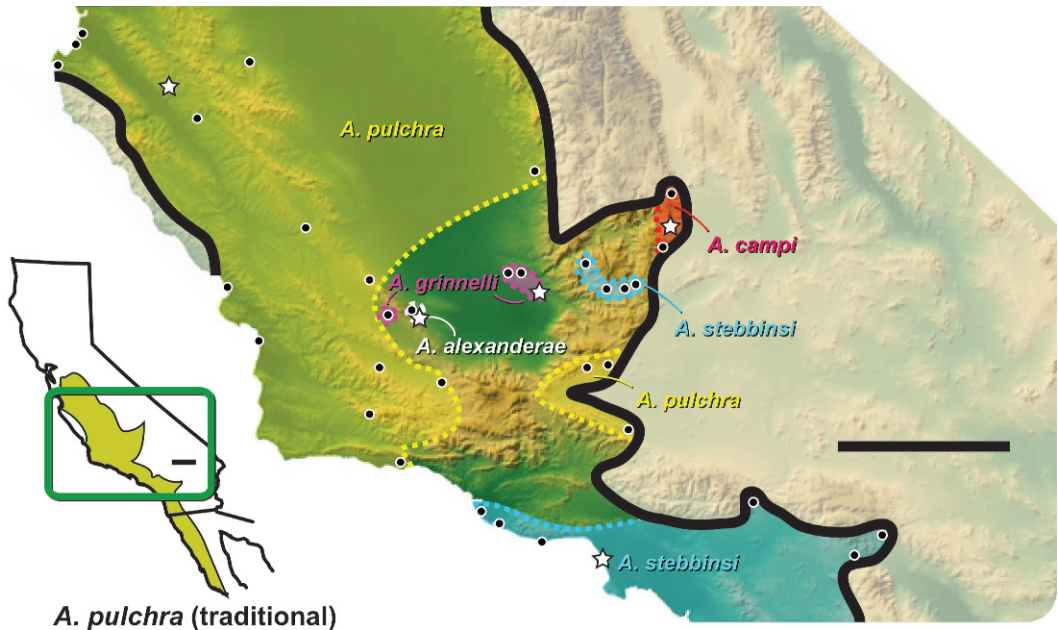 A. pulchra
A. campi
A. grinnelli
A. stebbinsi
A. alexanderae
A. pulchra
A. stebbinsi
A. pulchra (traditional)